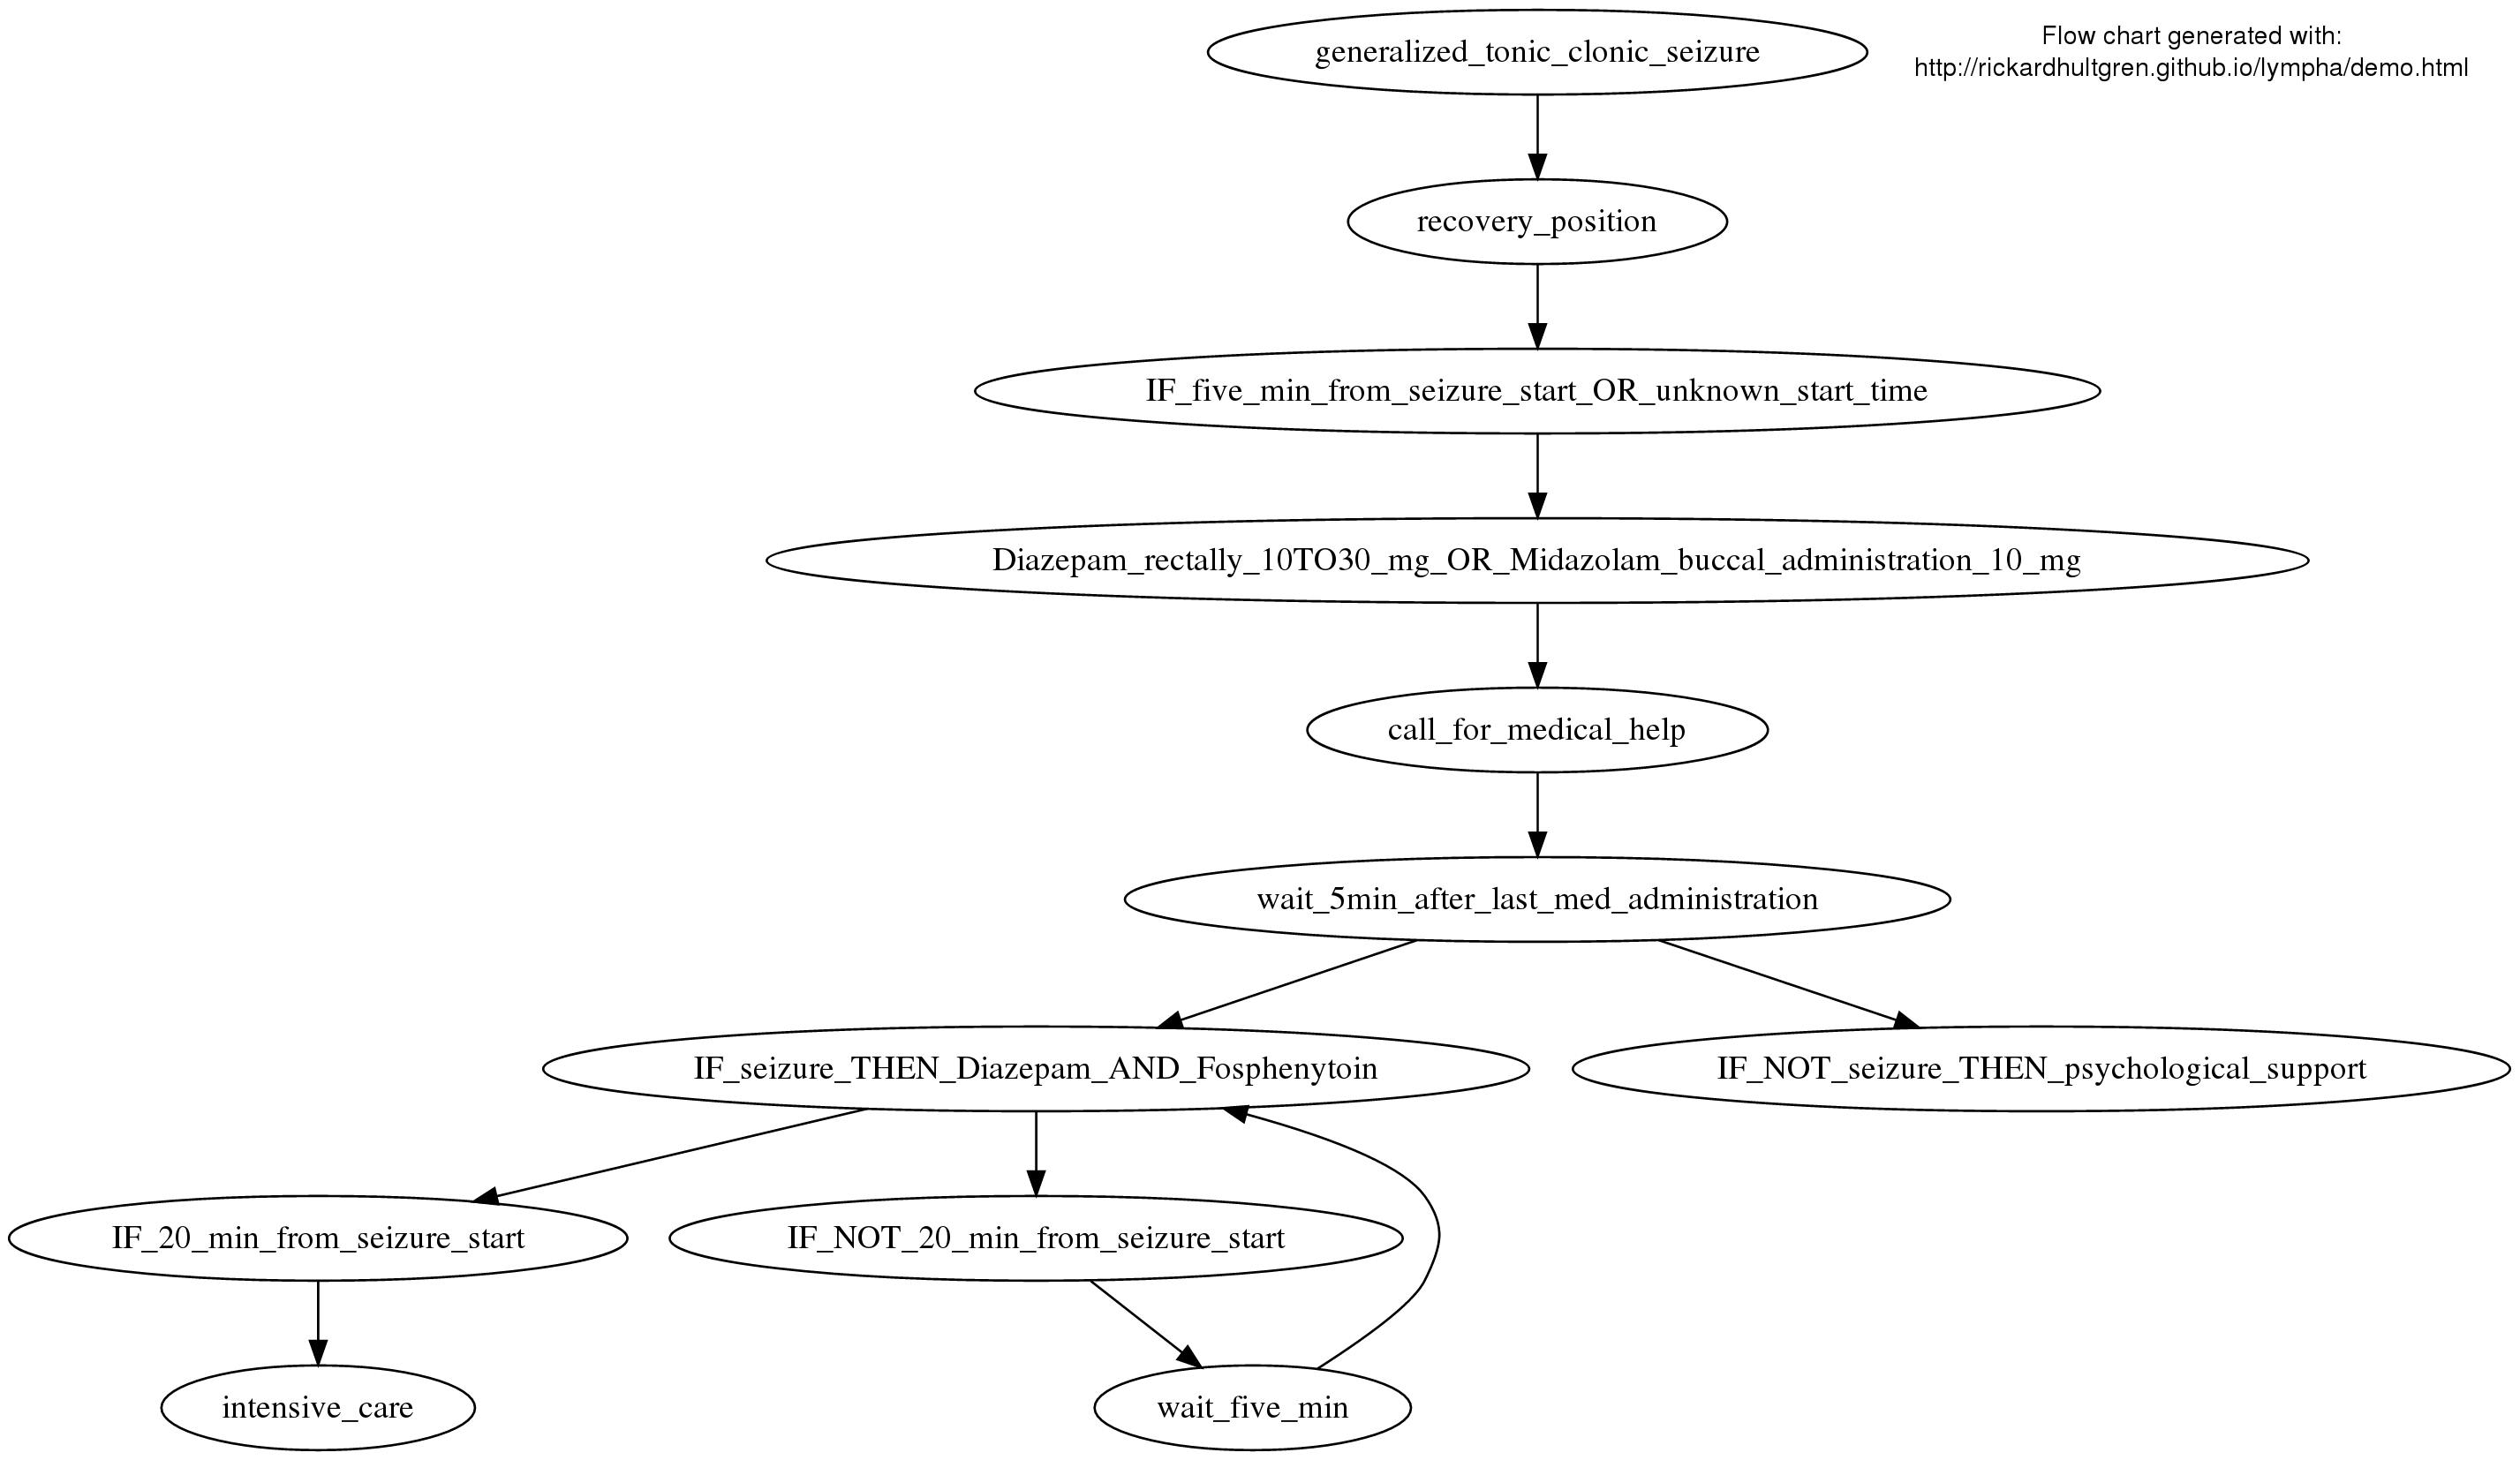 generalized_tonic_clonic_seizure
Flow chart generated with:
http://rickardhultgren.github.io/lympha/demo.html
recovery_position
IF_five_min_from_seizure_start_OR_unknown_start_time
Diazepam_rectally_10TO30_mg_OR_Midazolam_buccal_administration_10_mg
call_for_medical_help
wait_5min_after_last_med_administration
IF_seizure_THEN_Diazepam_AND_Fosphenytoin
IF_NOT_seizure_THEN_psychological_support
IF_20_min_from_seizure_start
IF_NOT_20_min_from_seizure_start
intensive_care
wait_five_min